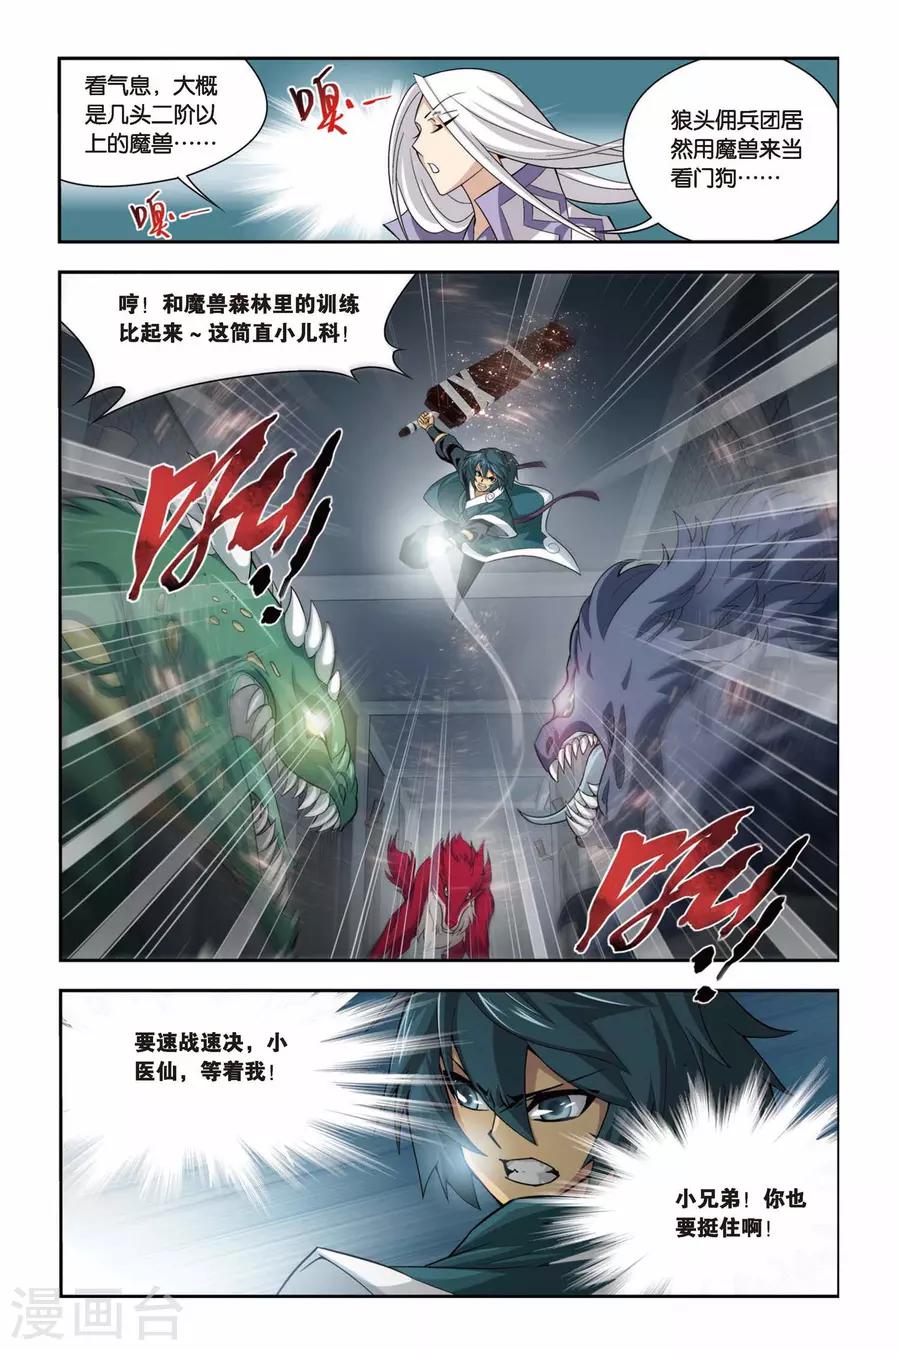 看气息，大概
是几头二阶以
上的魔兽……
嗅·一
嗅·一
狼头佣兵团居
然用魔兽来当
看门狗……
哼！和魔兽森林里的训练
比起来～这简直小儿科！
要速战速决，小
医仙，等着我！
小兄弟！你也
要挺住啊！
漫画台